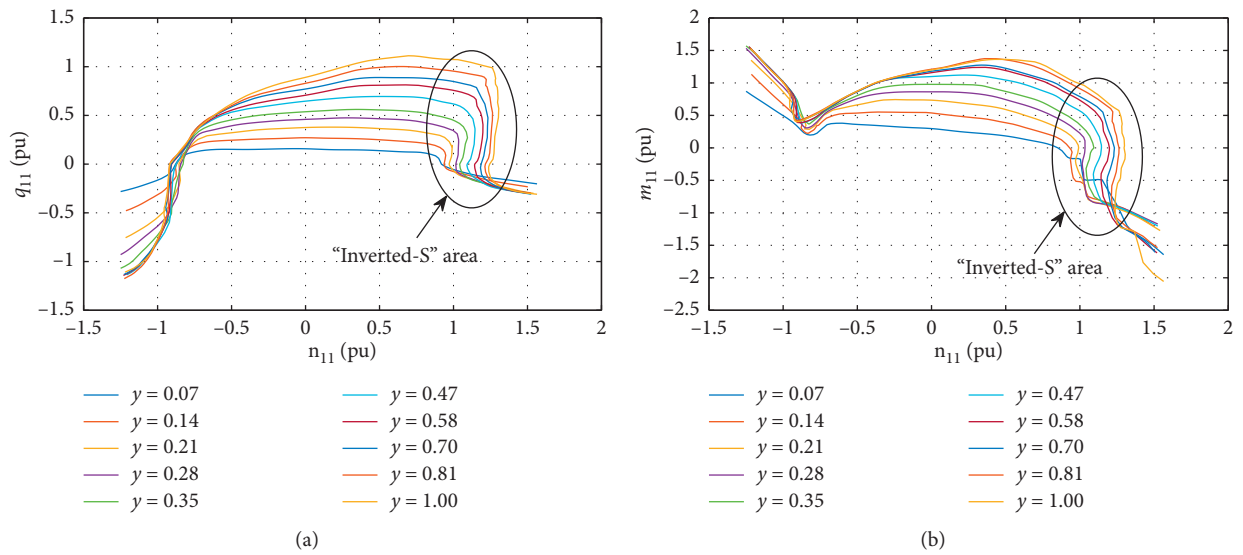 1.5
1
0.5
0
−0.5
−1
−1.5
q11 (pu)
“Inverted-S” area
−1.5 −1 −0.5 0 0.5 1 1.5 2
n11 (pu)
y = 0.07
y = 0.14
y = 0.21
y = 0.28
y = 0.35
y = 0.47
y = 0.58
y = 0.70
y = 0.81
y = 1.00
(a)
2
1.5
1
0.5
0
−0.5
−1
−1.5
−2
−2.5
m11 (pu)
“Inverted-S” area
−1.5 −1 −0.5 0 0.5 1 1.5 2
n11 (pu)
y = 0.07
y = 0.14
y = 0.21
y = 0.28
y = 0.35
y = 0.47
y = 0.58
y = 0.70
y = 0.81
y = 1.00
(b)